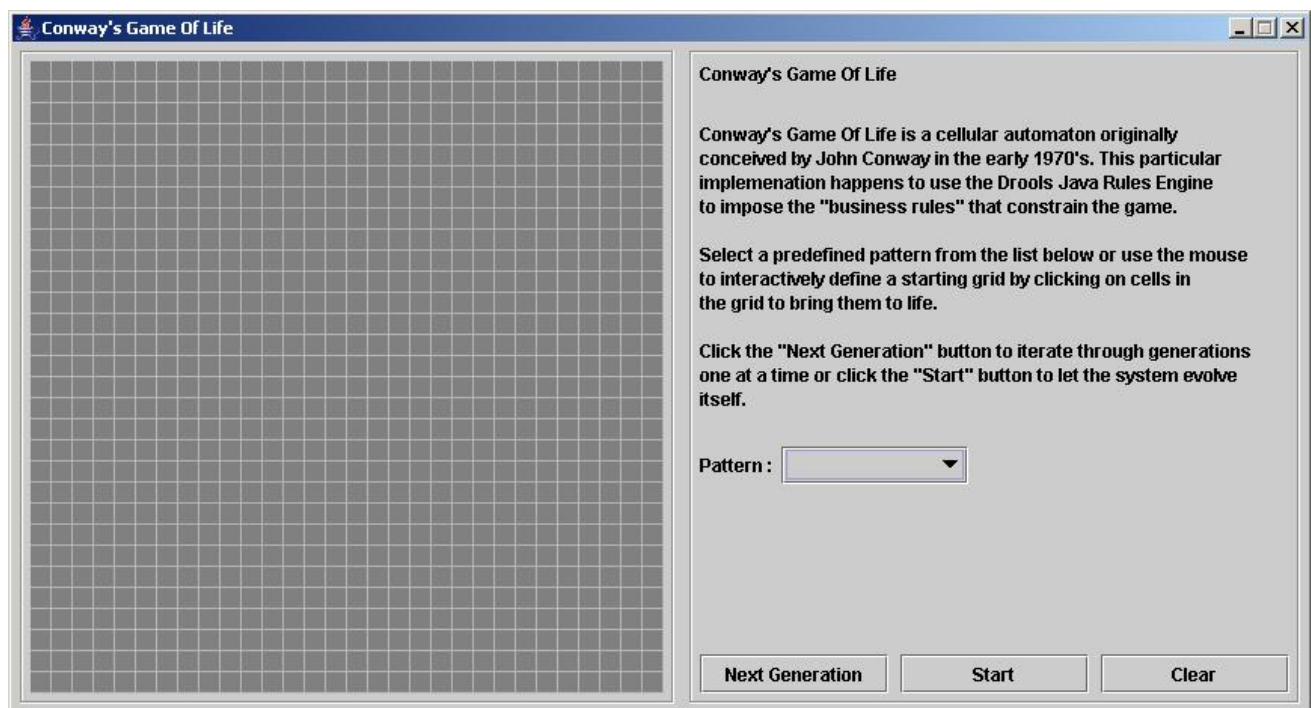 Conway's Game Of Life
Conway's Game Of Life
Conway's Game Of Life is a cellular automaton originally
conceived by John Conway in the early 1970's. This particular
implemenation happens to use the Drools Java Rules Engine
to impose the "business rules" that constrain the game.
Select a predefined pattern from the list below or use the mouse
to interactively define a starting grid by clicking on cells in
the grid to bring them to life.
Click the "Next Generation" button to iterate through generations
one at a time or click the "Start" button to let the system evolve
itself.
Pattern :
Next Generation Start Clear